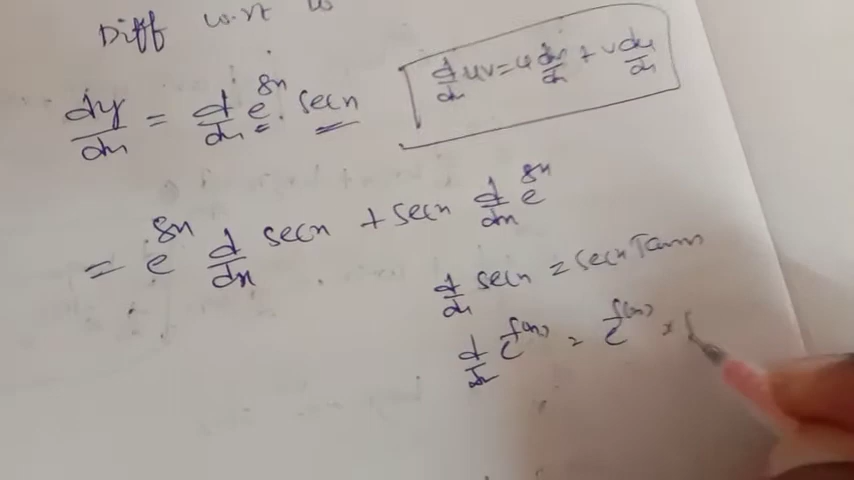 Diff w.r.t
dy/dx = d/dx e^8x . secx
d/dx uv = u dv/dx + v du/dx
= e^8x d/dx secx + secx d/dx e^8x
d/dx secx = secx Tanx
d/dx e^f(x) = e^f(x) ×